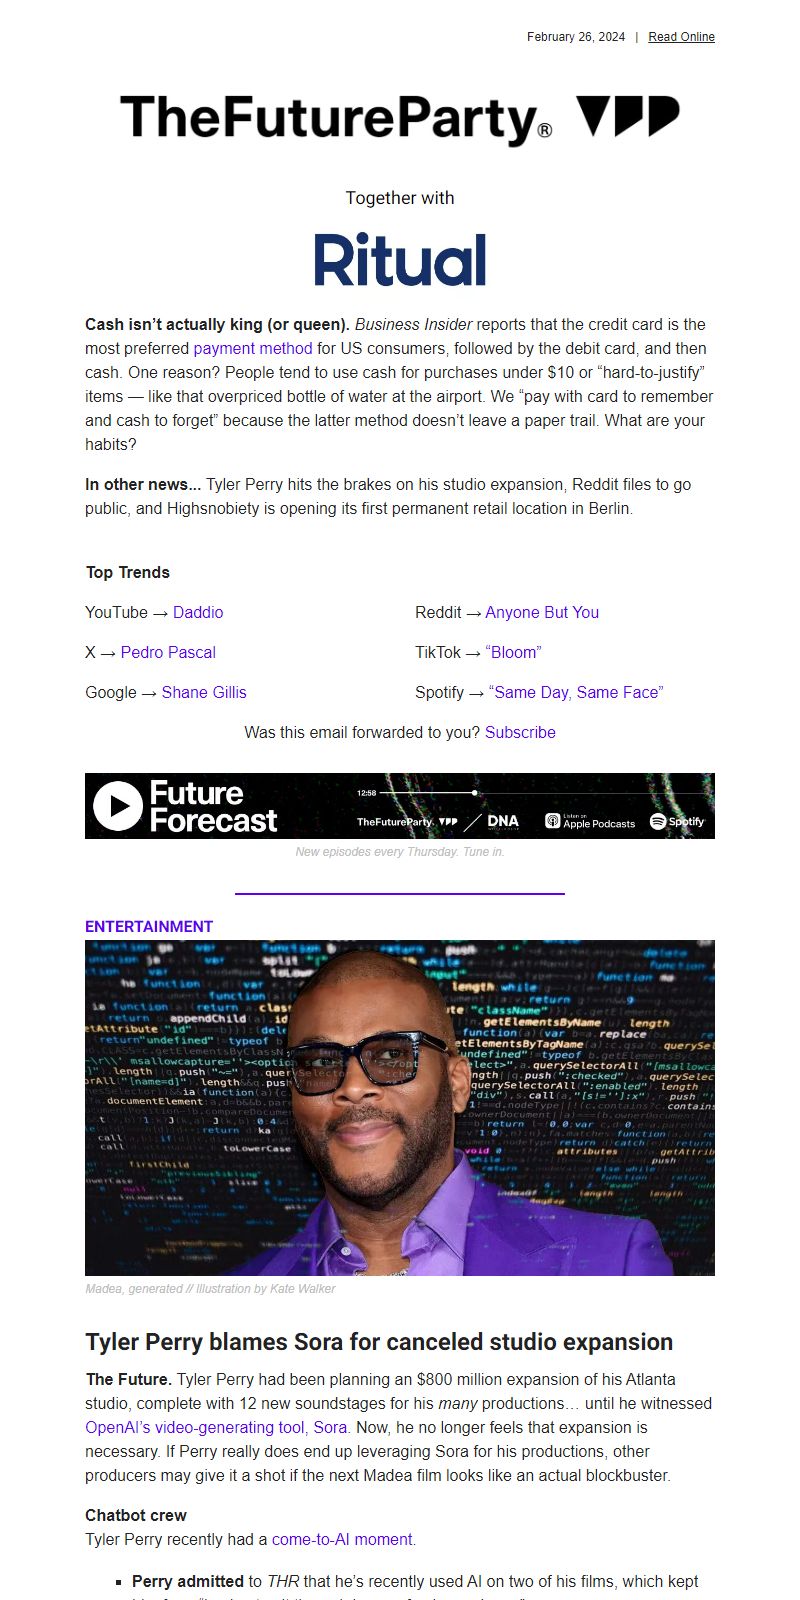 February 26, 2024 | Read Online
TheFutureParty®
Together with
Ritual
Cash isn’t actually king (or queen). Business Insider reports that the credit card is the
most preferred payment method for US consumers, followed by the debit card, and then
cash. One reason? People tend to use cash for purchases under $10 or “hard-to-justify”
items — like that overpriced bottle of water at the airport. We “pay with card to remember
and cash to forget” because the latter method doesn’t leave a paper trail. What are your
habits?
In other news... Tyler Perry hits the brakes on his studio expansion, Reddit files to go
public, and Highsnobiety is opening its first permanent retail location in Berlin.
Top Trends
YouTube → Daddio
Reddit → Anyone But You
X → Pedro Pascal
TikTok → “Bloom”
Google → Shane Gillis
Spotify → “Same Day, Same Face”
Was this email forwarded to you? Subscribe
Future
Forecast
12:58
TheFutureParty.
DNA
Listen on
Apple Podcasts
Spotify
New episodes every Thursday. Tune in.
ENTERTAINMENT
Madea, generated // Illustration by Kate Walker
Tyler Perry blames Sora for canceled studio expansion
The Future. Tyler Perry had been planning an $800 million expansion of his Atlanta
studio, complete with 12 new soundstages for his many productions… until he witnessed
OpenAI’s video-generating tool, Sora. Now, he no longer feels that expansion is
necessary. If Perry really does end up leveraging Sora for his productions, other
producers may give it a shot if the next Madea film looks like an actual blockbuster.
Chatbot crew
Tyler Perry recently had a come-to-AI moment.
▪ Perry admitted to THR that he’s recently used AI on two of his films, which kept